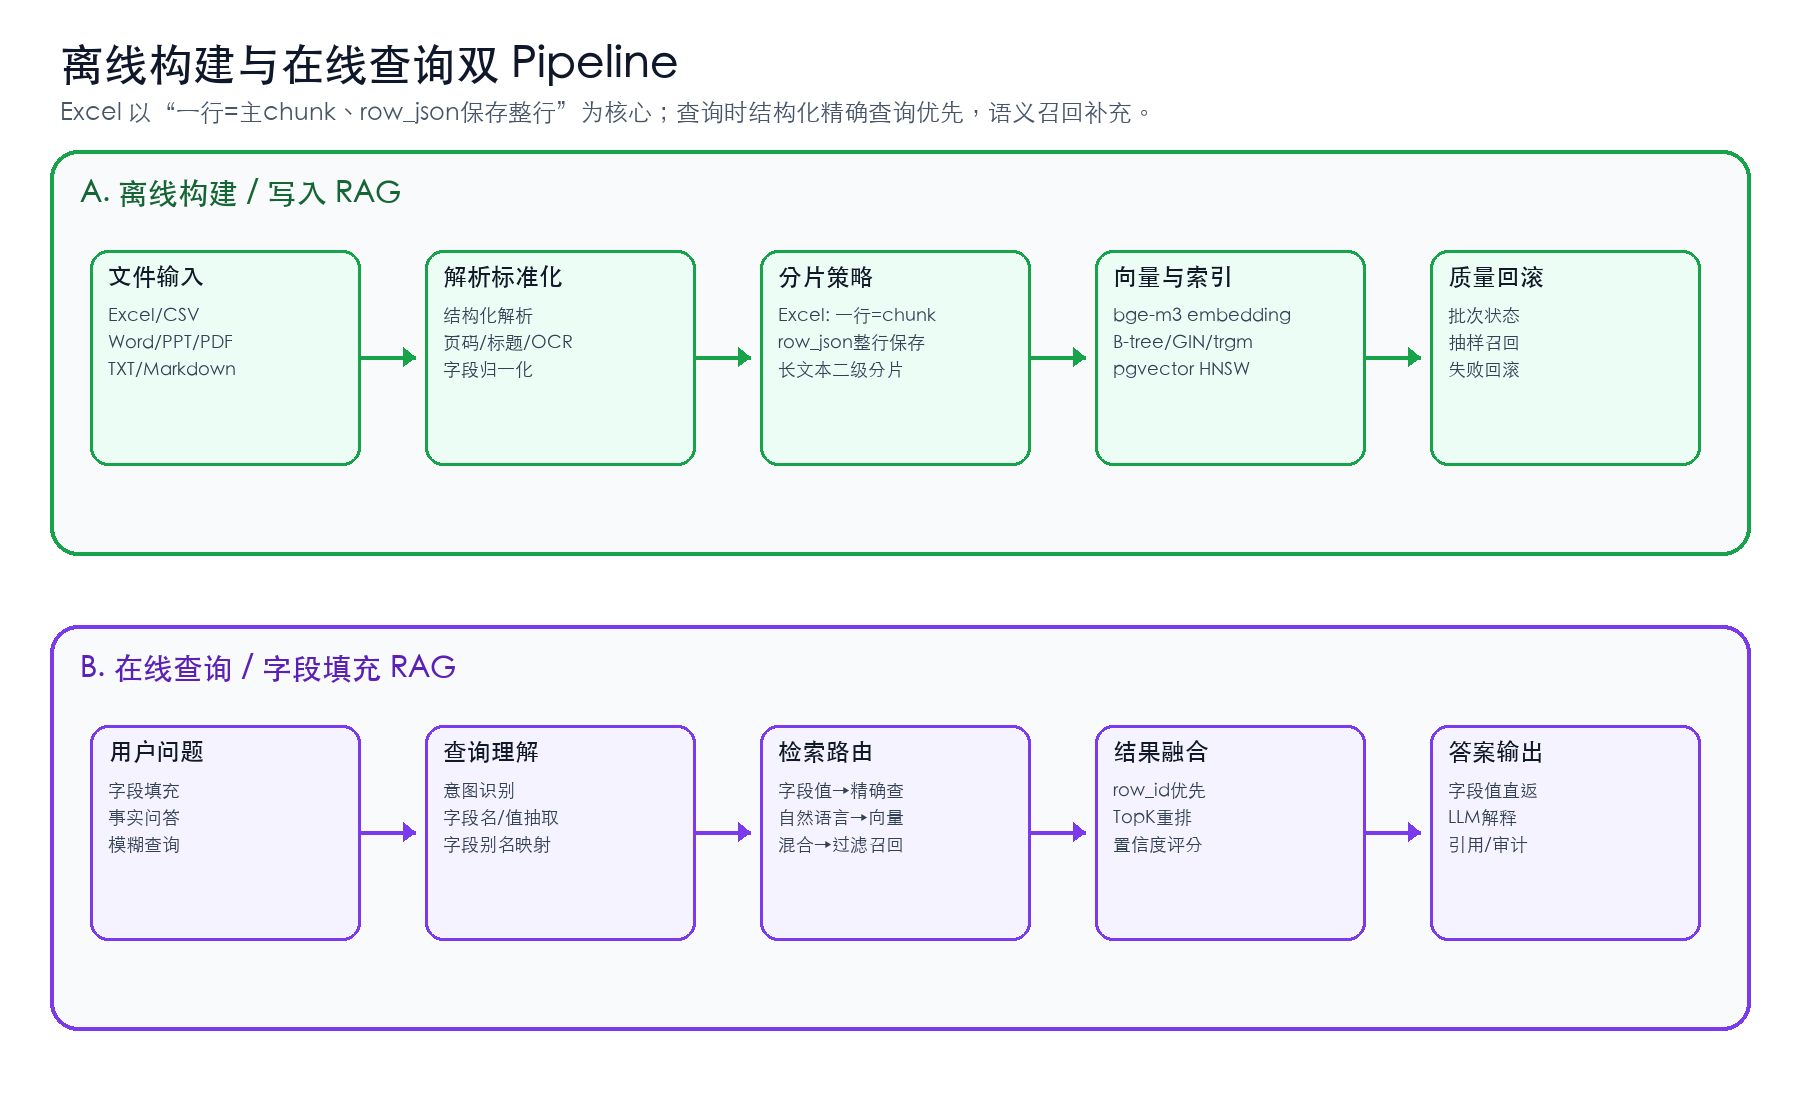 离线构建与在线查询双 Pipeline
Excel 以“一行=主chunk、row_json保存整行”为核心；查询时结构化精确查询优先，语义召回补充。
A. 离线构建 / 写入 RAG
文件输入
Excel/CSV
Word/PPT/PDF
TXT/Markdown
解析标准化
结构化解析
页码/标题/OCR
字段归一化
分片策略
Excel: 一行=chunk
row_json整行保存
长文本二级分片
向量与索引
bge-m3 embedding
B-tree/GIN/trgm
pgvector HNSW
质量回滚
批次状态
抽样召回
失败回滚
B. 在线查询 / 字段填充 RAG
用户问题
字段填充
事实问答
模糊查询
查询理解
意图识别
字段名/值抽取
字段别名映射
检索路由
字段值→精确查
自然语言→向量
混合→过滤召回
结果融合
row_id优先
TopK重排
置信度评分
答案输出
字段值直返
LLM解释
引用/审计